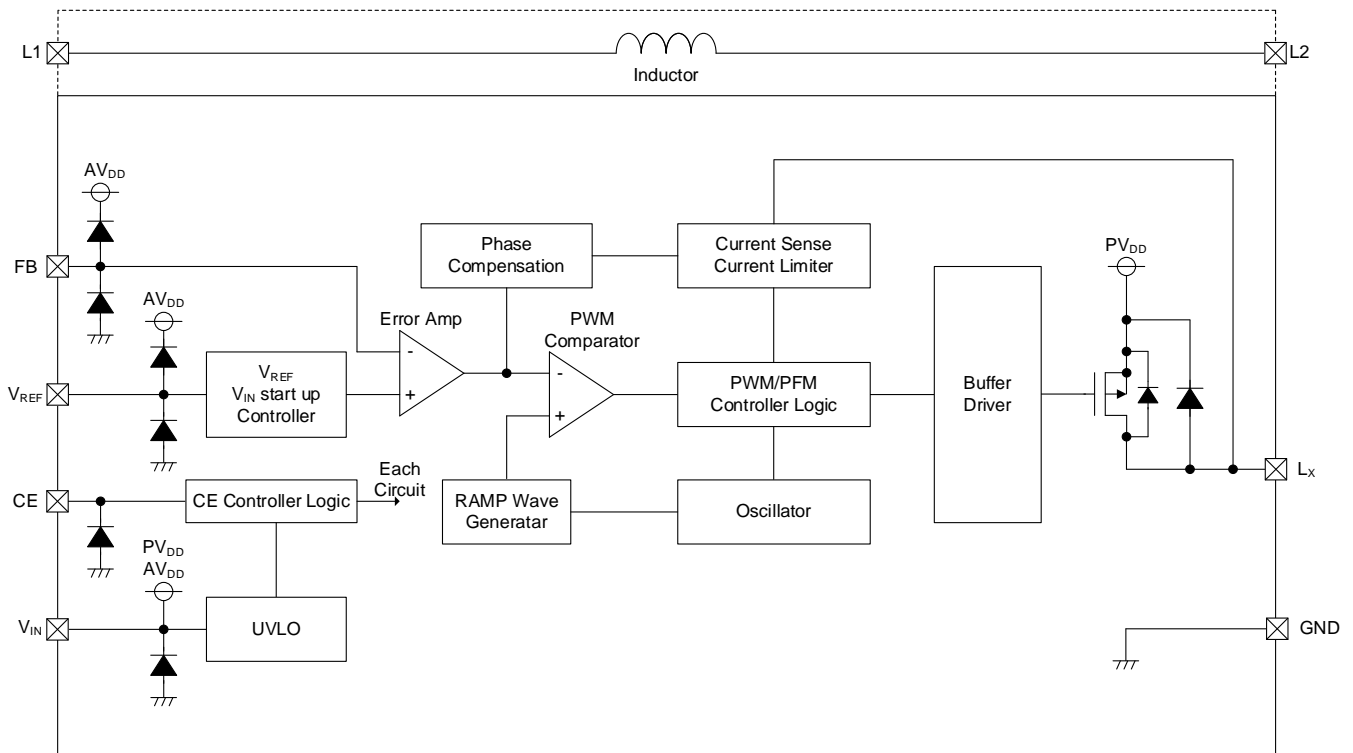 L1
L2
Inductor
AVDD
FB
Phase
Compensation
Current Sense
Current Limiter
PVDD
AVDD
Error Amp
PWM
Comparator
-
+
-
+
VREF
VREF
VIN start up
Controller
PWM/PFM
Controller Logic
Buffer
Driver
CE
CE Controller Logic
Each
Circuit
RAMP Wave
Generatar
Oscillator
LX
PVDD
AVDD
VIN
UVLO
GND